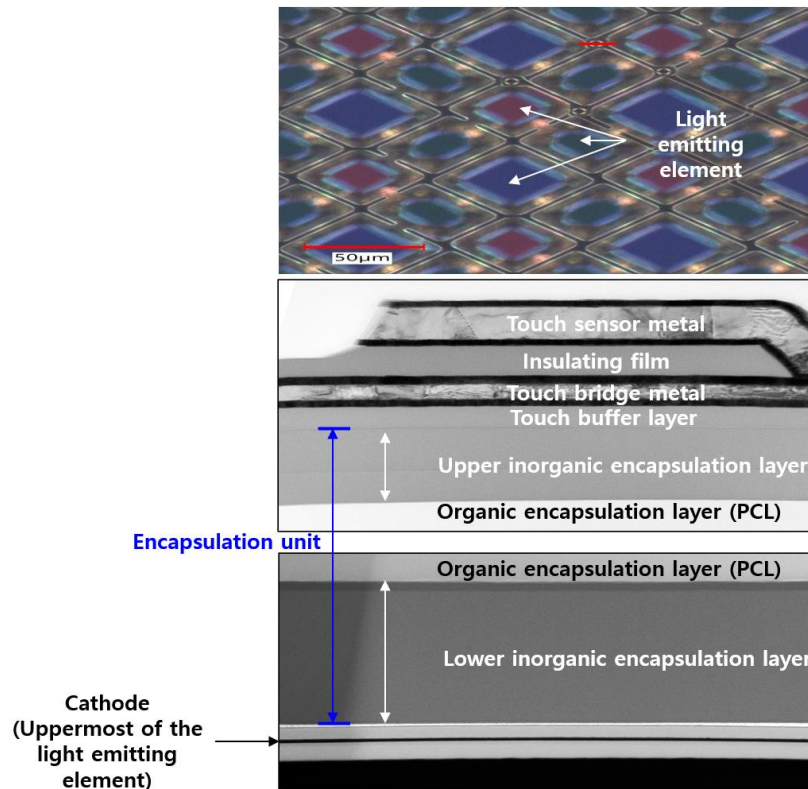 Light
emitting
element
50μm
Touch sensor metal
Insulating film
Touch bridge metal
Touch buffer layer
Upper inorganic encapsulation layer
Organic encapsulation layer (PCL)
Encapsulation unit
Organic encapsulation layer (PCL)
Lower inorganic encapsulation layer
Cathode
(Uppermost of the
light emitting
element)